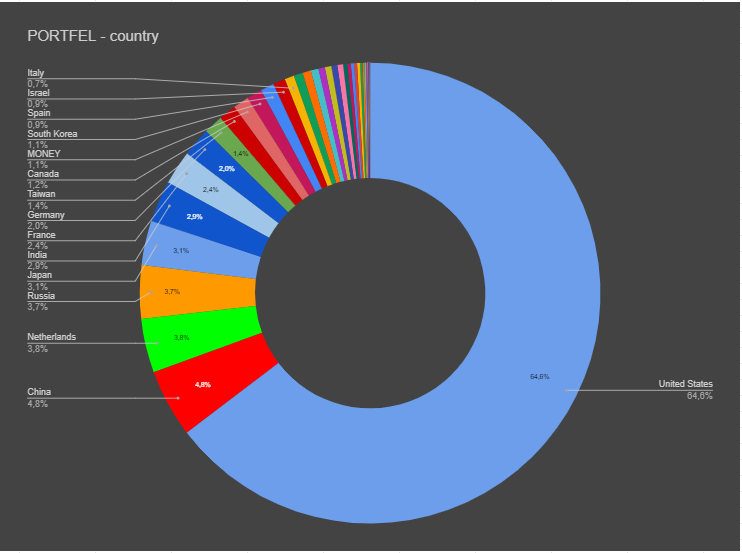 PORTFEL - country
Italy
0,7%
Israel
0,9%
Spain
0,9%
South Korea
1,1%
MONEY
1,1%
Canada
1,2%
Taiwan
1,4%
Germany
2,0%
France
2,4%
India
2,9%
Japan
3,1%
Russia
3,7%
Netherlands
3,8%
China
4,8%
1,4%
2,0%
2,4%
2,9%
3,1%
3,7%
3,8%
4,8%
64,6%
United States
64,6%